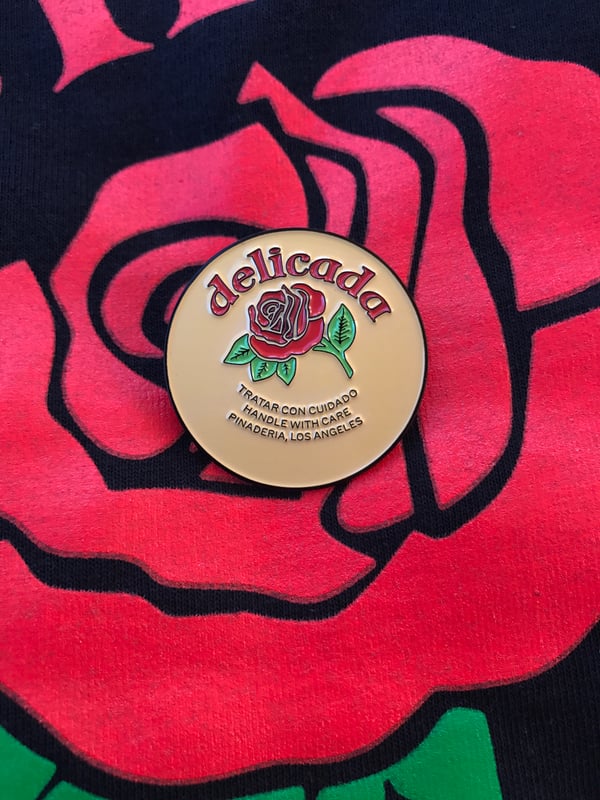 delicada
TRATAR CON CUIDADO
HANDLE WITH CARE
PINADERIA, LOS ANGELES